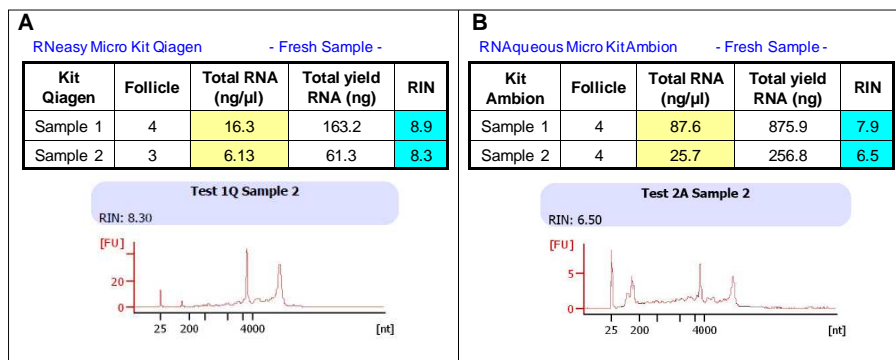 A
RNeasy Micro Kit Qiagen - Fresh Sample -
Kit Qiagen Follicle Total RNA (ng/µl) Total yield RNA (ng) RIN
Sample 1 4 16.3 163.2 8.9
Sample 2 3 6.13 61.3 8.3
Test 1Q Sample 2
RIN: 8.30
[FU]
20
0
25 200 4000 [nt]
B
RNAqueous Micro KitAmbion - Fresh Sample -
Kit Ambion Follicle Total RNA (ng/µl) Total yield RNA (ng) RIN
Sample 1 4 87.6 875.9 7.9
Sample 2 4 25.7 256.8 6.5
Test 2A Sample 2
RIN: 6.50
[FU]
5
0
25 200 4000 [nt]